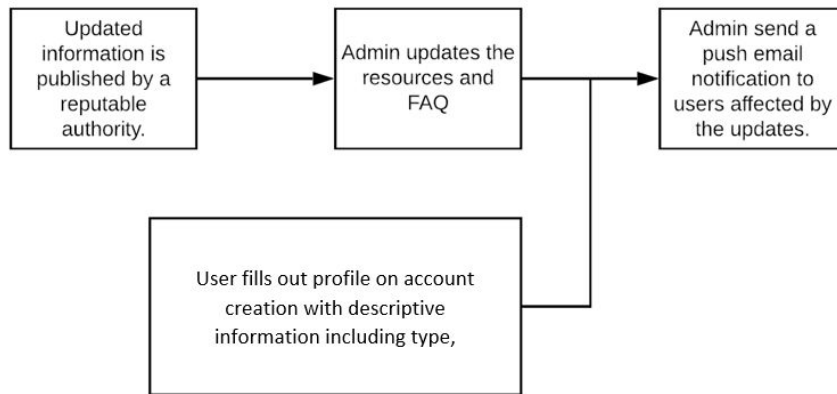 Updated
information is
published by a
reputable
authority.
Admin updates the
resources and
FAQ
Admin send a
push email
notification to
users affected by
the updates.
User fills out profile on account
creation with descriptive
information including type,